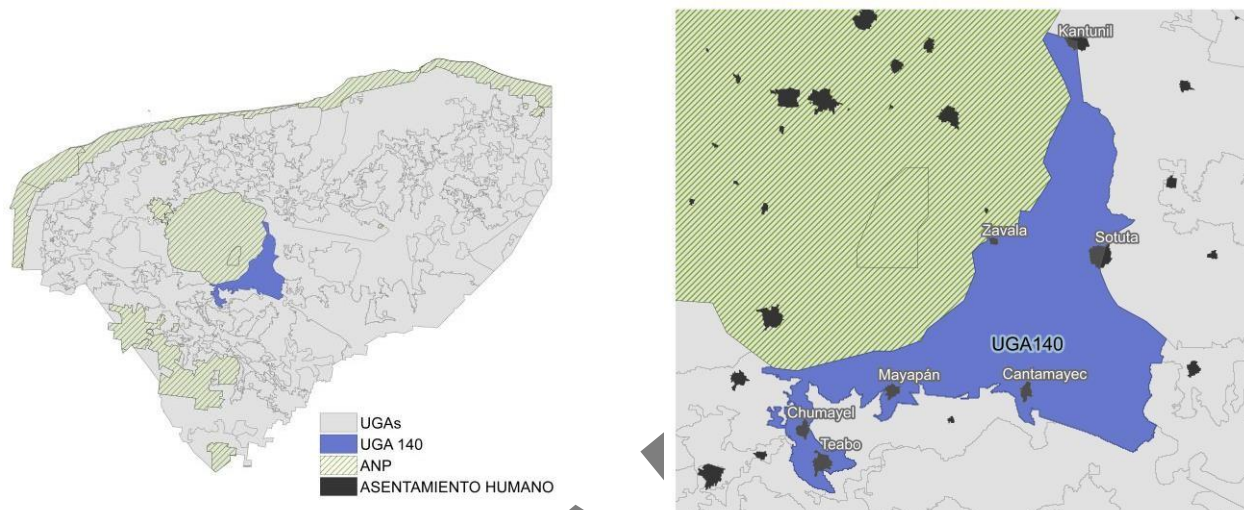 UGAs
UGA 140
ANP
ASENTAMIENTO HUMANO
Kantunil
Zavala
Sotuta
UGA140
Mayapán
Cantamayec
Chumayel
Teabo